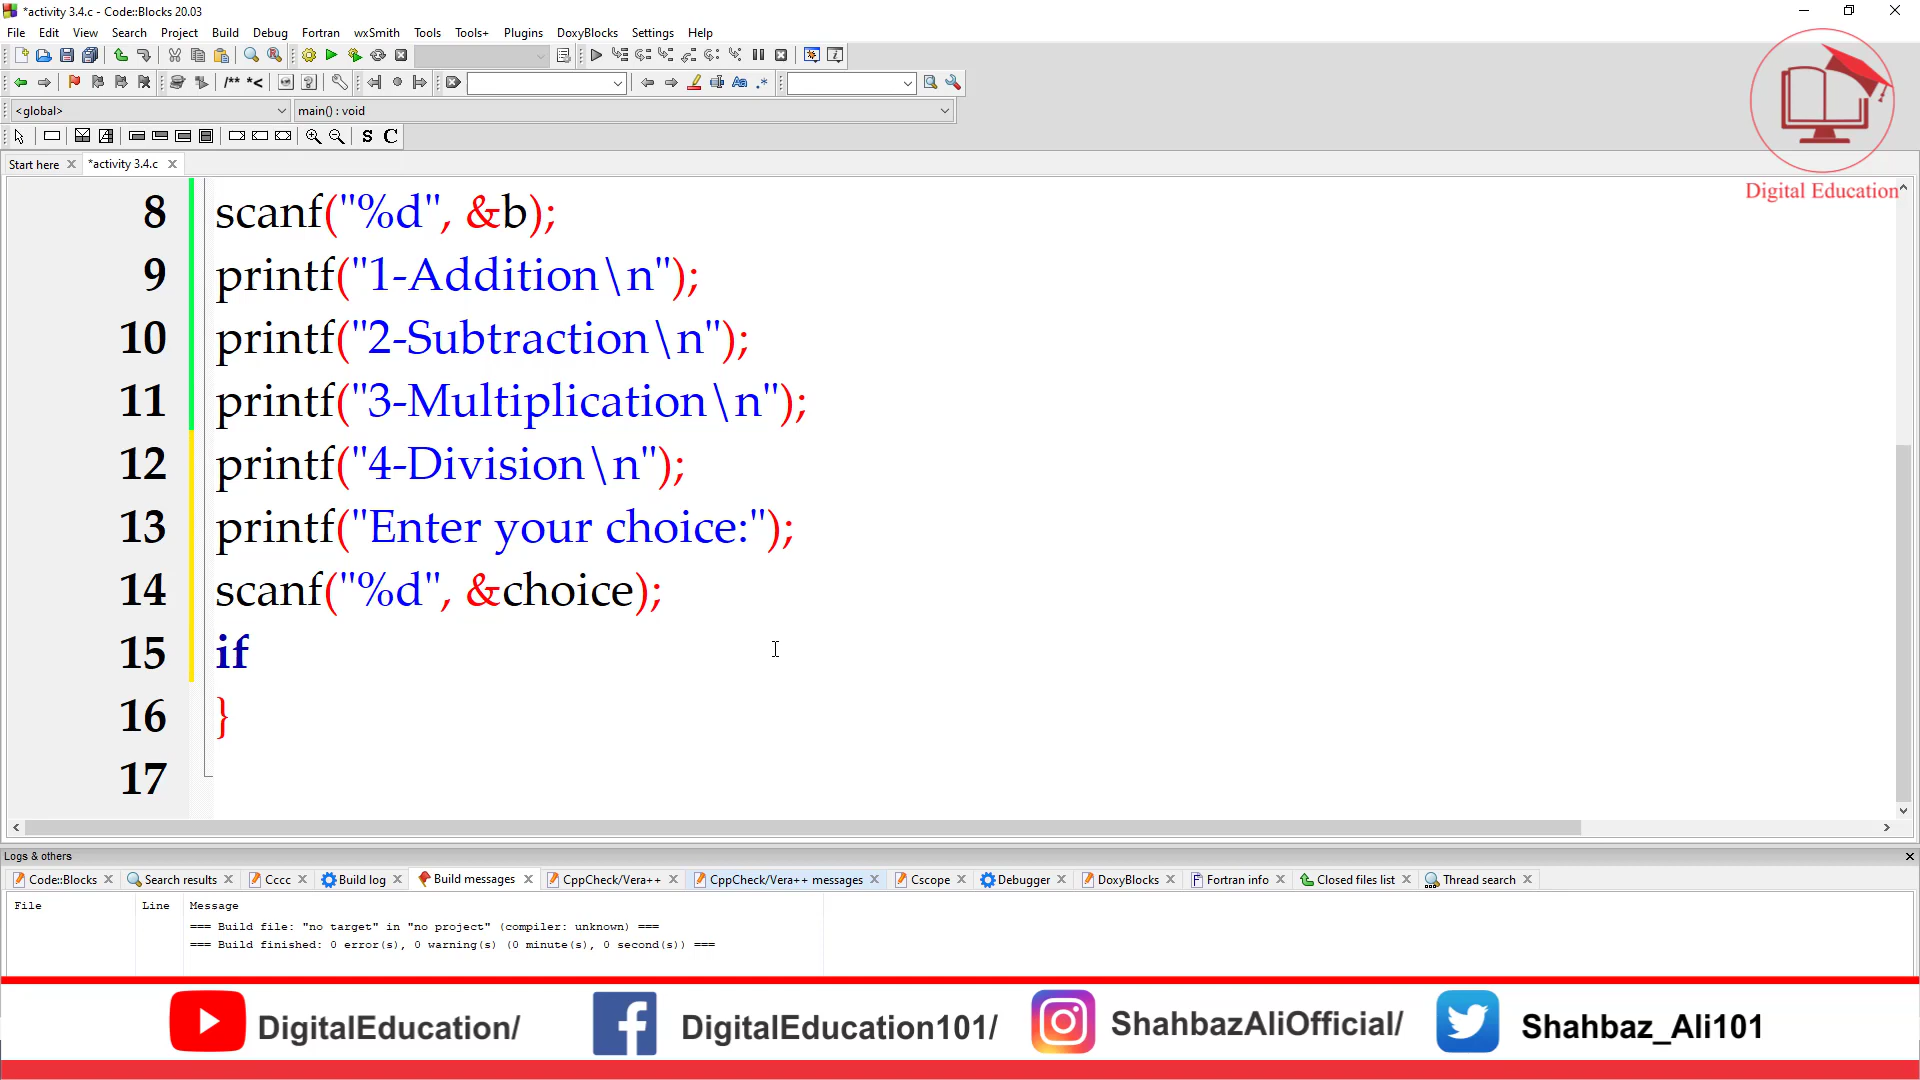 *activity 3.4.c - Code::Blocks 20.03
File Edit View Search Project Build Debug Fortran wxSmith Tools Tools+ Plugins DoxyBlocks Settings Help
/** *<
Aa .*
<global> main() : void
S C
Start here *activity 3.4.c
Digital Education
8 scanf("%d", &b);
9 printf("1-Addition\n");
10 printf("2-Subtraction\n");
11 printf("3-Multiplication\n");
12 printf("4-Division\n");
13 printf("Enter your choice:");
14 scanf("%d", &choice);
15 if
16 }
17
Logs & others
Code::Blocks Search results Cccc Build log Build messages CppCheck/Vera++ CppCheck/Vera++ messages Cscope Debugger DoxyBlocks Fortran info Closed files list Thread search
File Line Message
=== Build file: "no target" in "no project" (compiler: unknown) ===
=== Build finished: 0 error(s), 0 warning(s) (0 minute(s), 0 second(s)) ===
DigitalEducation/ DigitalEducation101/ ShahbazAliOfficial/ Shahbaz_Ali101